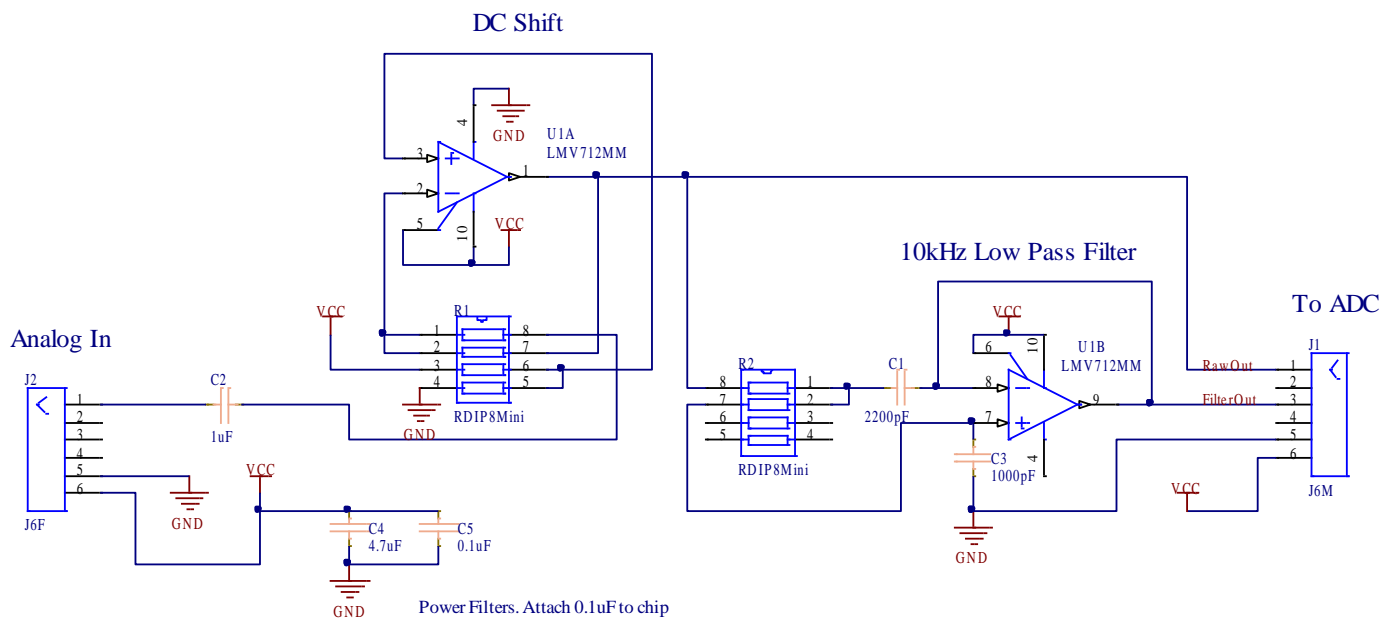 DC Shift
4
GND
U1A
LMV712MM
3
1
2
5
10
VCC
10kHz Low Pass Filter
To ADC
VCC
R1
1
8
2
7
3
6
4
5
RDIP8Mini
GND
Analog In
J2
1
2
3
4
5
6
J6F
C2
1uF
GND
VCC
C4
4.7uF
C5
0.1uF
GND
Power Filters. Attach 0.1uF to chip
R2
8
1
7
2
6
3
5
4
RDIP8Mini
C1
2200pF
VCC
6
10
U1B
LMV712MM
8
9
7
4
C3
1000pF
GND
J1
RawOut
1
2
FilterOut
3
4
5
6
J6M
VCC